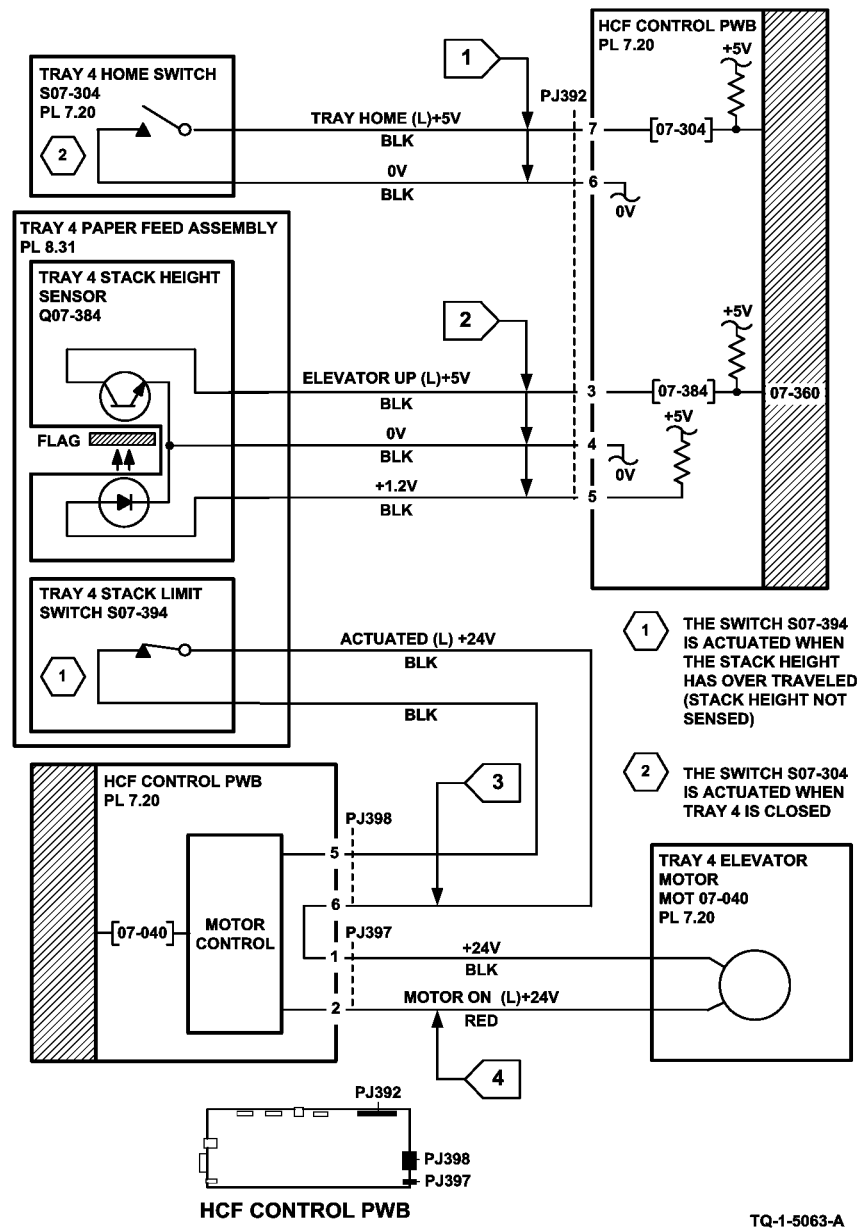 HCF CONTROL PWB
PL 7.20
+5V
1
TRAY 4 HOME SWITCH
S07-304
PL 7.20
2
PJ392
TRAY HOME (L)+5V
BLK
7
[07-304]
0V
BLK
6
0V
TRAY 4 PAPER FEED ASSEMBLY
PL 8.31
TRAY 4 STACK HEIGHT
SENSOR
Q07-384
2
+5V
ELEVATOR UP (L)+5V
BLK
3
[07-384]
07-360
+5V
FLAG
0V
BLK
4
0V
+1.2V
BLK
5
TRAY 4 STACK LIMIT
SWITCH S07-394
1
ACTUATED (L) +24V
BLK
BLK
1
THE SWITCH S07-394
IS ACTUATED WHEN
THE STACK HEIGHT
HAS OVER TRAVELED
(STACK HEIGHT NOT
SENSED)
2
THE SWITCH S07-304
IS ACTUATED WHEN
TRAY 4 IS CLOSED
HCF CONTROL PWB
PL 7.20
3
PJ398
5
6
[07-040]
MOTOR
CONTROL
PJ397
1
+24V
BLK
2
MOTOR ON (L)+24V
RED
4
TRAY 4 ELEVATOR
MOTOR
MOT 07-040
PL 7.20
PJ392
PJ398
PJ397
HCF CONTROL PWB
TQ-1-5063-A